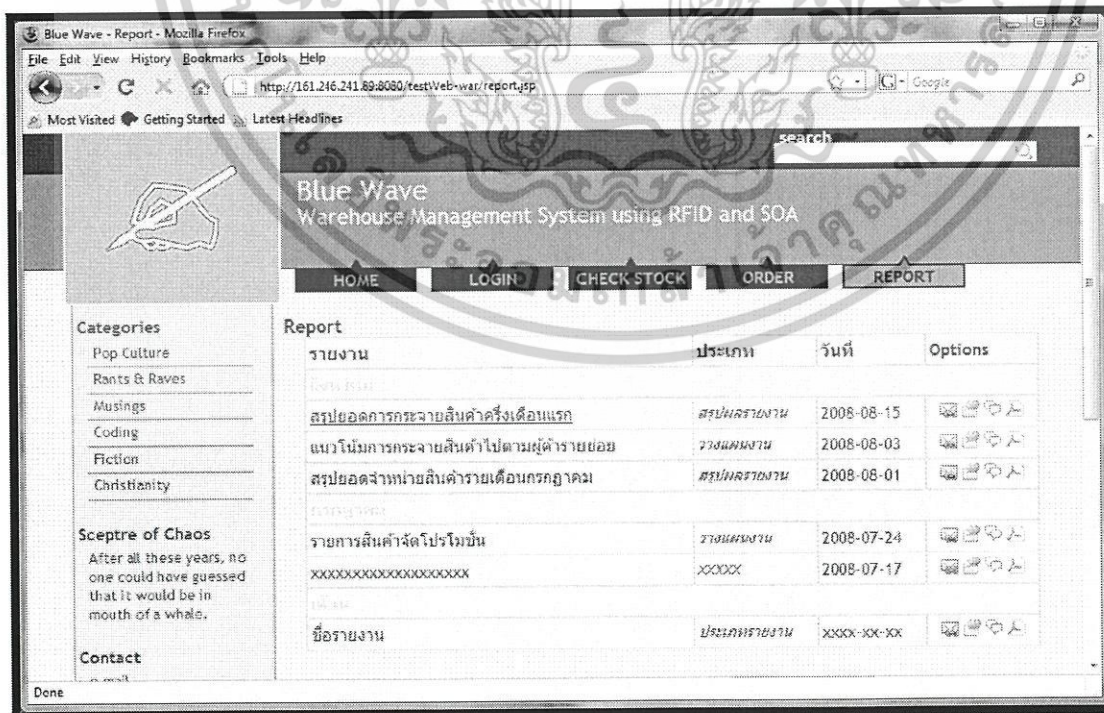 Blue Wave - Report - Mozilla Firefox
File Edit View History Bookmarks Tools Help
http://161.246.241.89:8080/testWeb-war/report.jsp
Google
Most Visited Getting Started Latest Headlines
search
Blue Wave
Warehouse Management System using RFID and SOA
HOME LOGIN CHECK STOCK ORDER REPORT
Categories
Pop Culture
Rants & Raves
Musings
Coding
Fiction
Christianity
Sceptre of Chaos
After all these years, no
one could have guessed
that it would be in
mouth of a whale.
Contact
Report
รายงาน ประเภท วันที่ Options
สรุปยอดการกระจายสินค้าครึ่งเดือนแรก สรุปผลรายงาน 2008-08-15
แนวโน้มการกระจายสินค้าไปตามผู้ค้ารายย่อย วางแผนงาน 2008-08-03
สรุปยอดจำหน่ายสินค้ารายเดือนกรกฎาคม สรุปผลรายงาน 2008-08-01
กรกฎาคม
รายการสินค้าจัดโปรโมชั่น วางแผนงาน 2008-07-24
xxxxxxxxxxxxxxxxxxx xxxxxx 2008-07-17
ชื่อรายงาน ประเภทรายงาน xxxx-xx-xx
Done